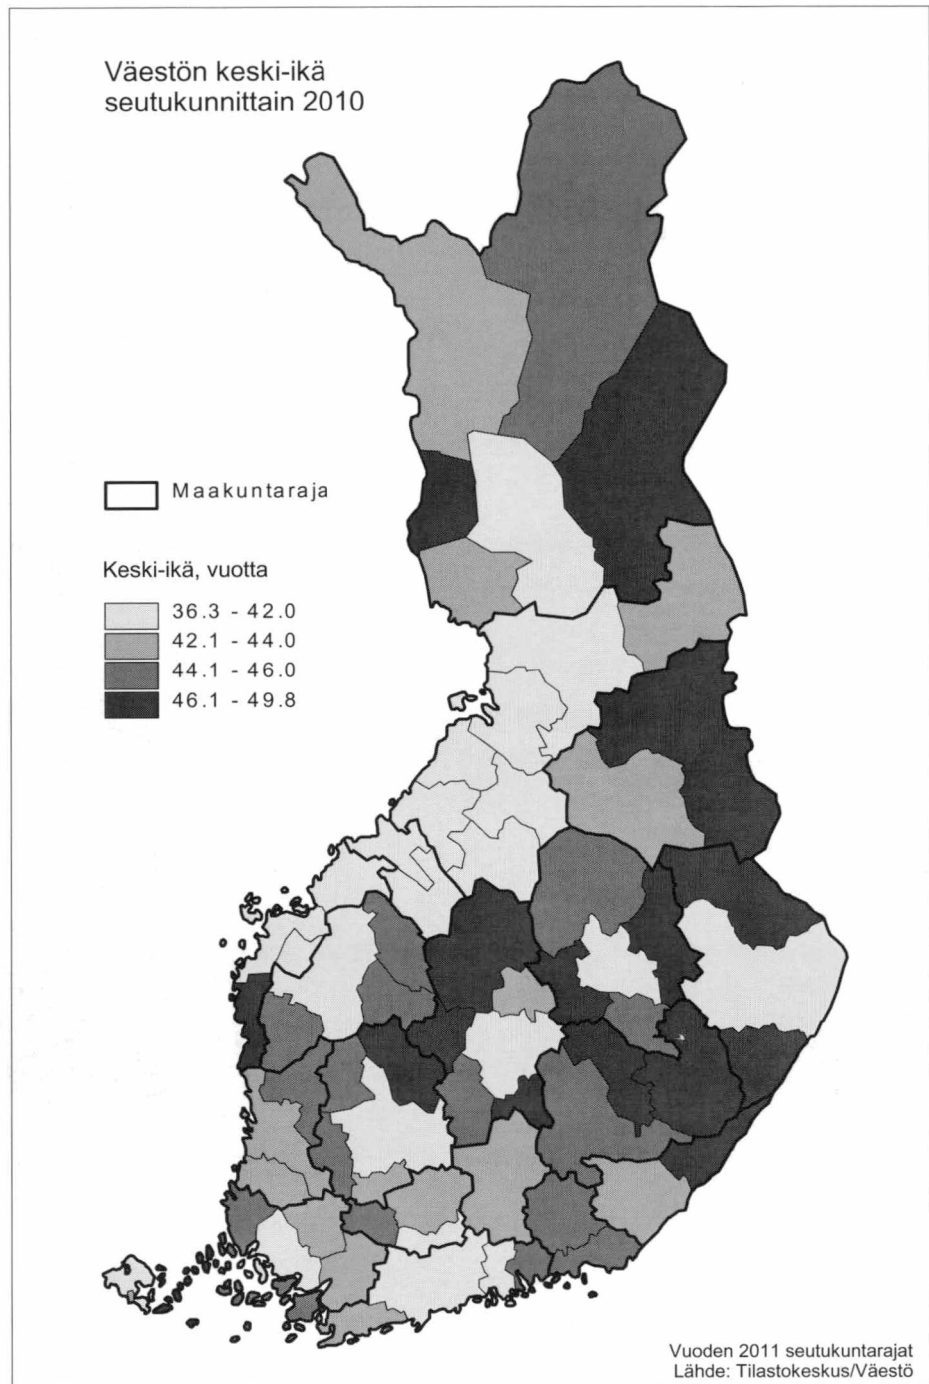 Väestön keski-ikä
seutukunnittain 2010
Maakuntaraja
Keski-ikä, vuotta
36.3 - 42.0
42.1 - 44.0
44.1 - 46.0
46.1 - 49.8
Vuoden 2011 seutukuntarajat
Lähde: Tilastokeskus/Väestö